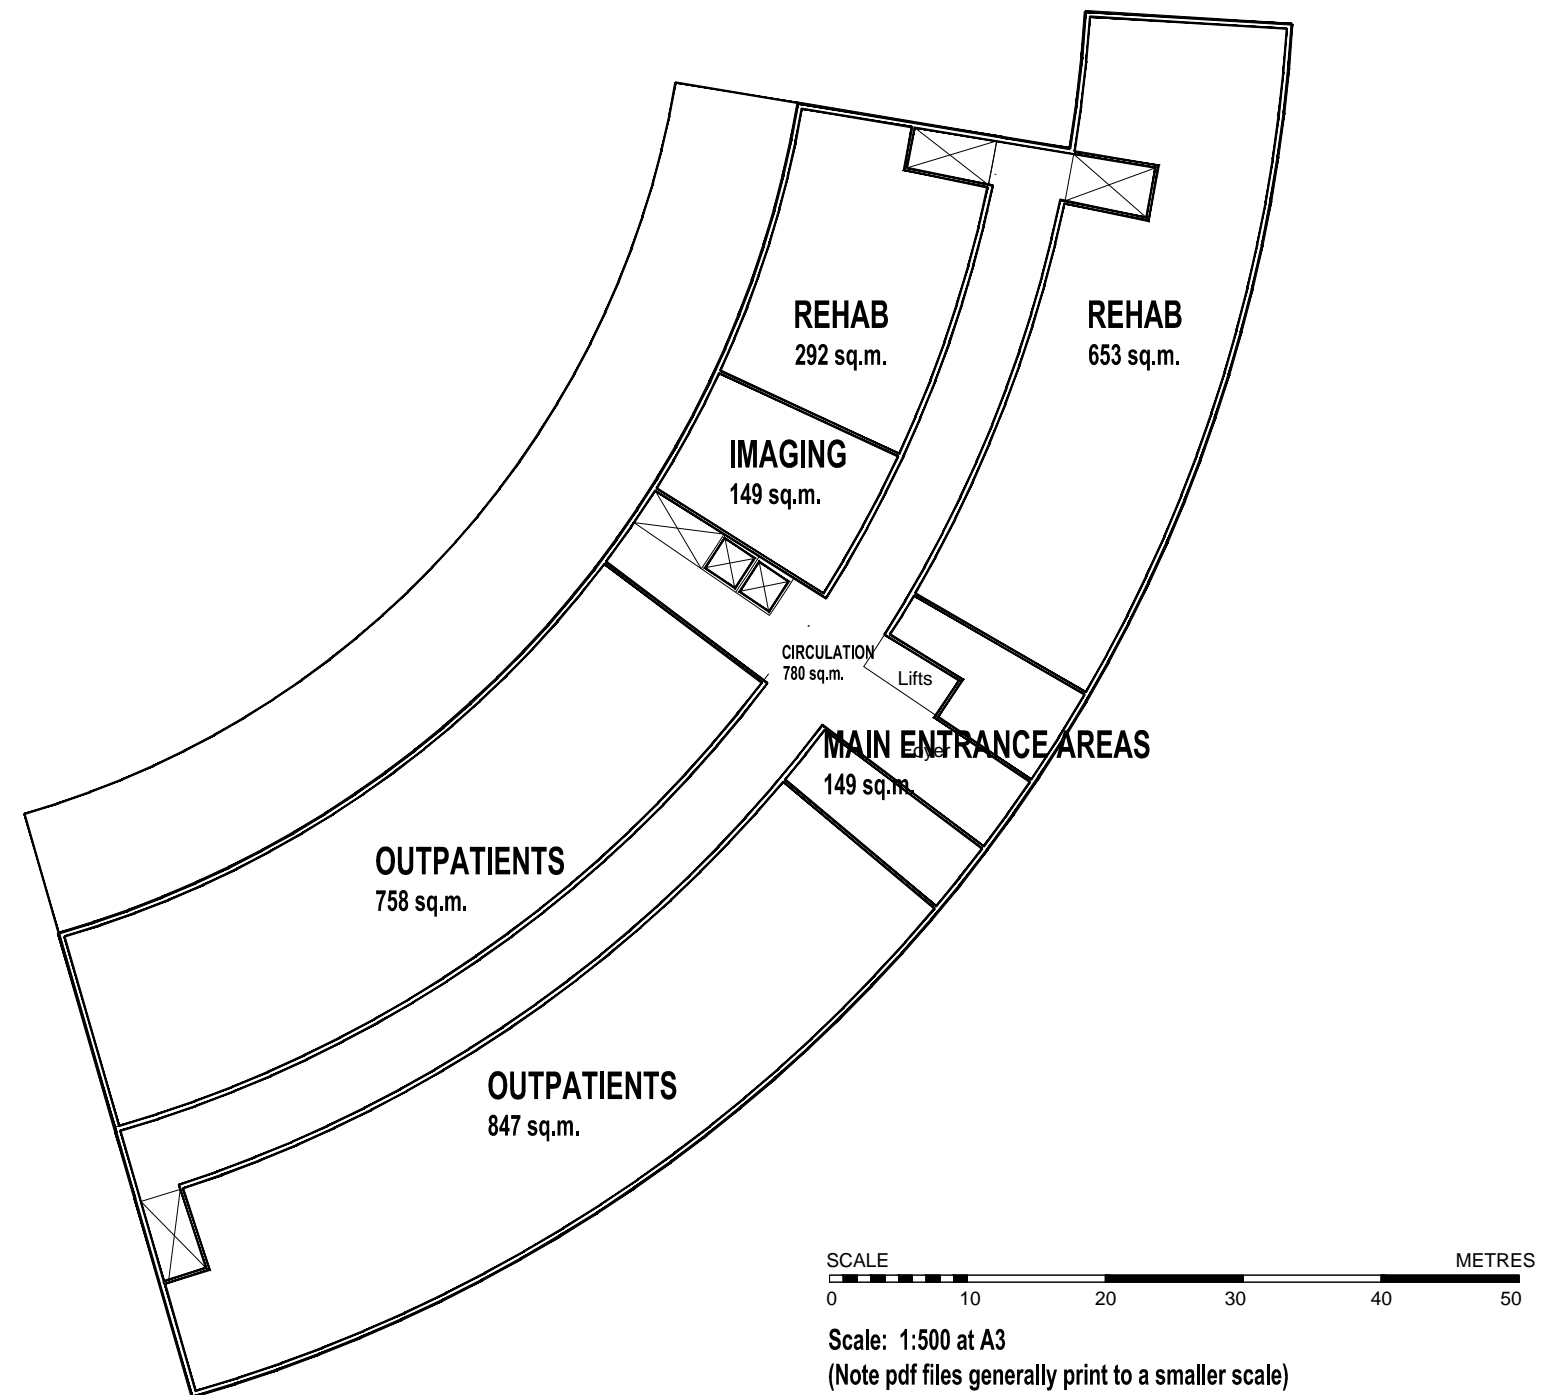 REHAB
292 sq.m.
REHAB
653 sq.m.
IMAGING
149 sq.m.
CIRCULATION
780 sq.m.
Lifts
MAIN ENTRANCE AREAS
Foyer
149 sq.m.
OUTPATIENTS
758 sq.m.
OUTPATIENTS
847 sq.m.
SCALE METRES
0 10 20 30 40 50
Scale: 1:500 at A3
(Note pdf files generally print to a smaller scale)